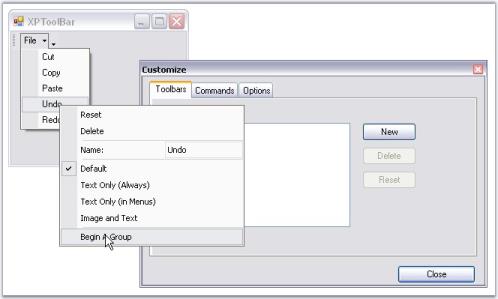 XPToolBar
File
Cut
Copy
Paste
Undo
Customize
Toolbars Commands Options
Reset
Delete
Name: Undo
Default
Text Only (Always)
Text Only (in Menus)
Image and Text
Begin A Group
New
Delete
Reset
Close